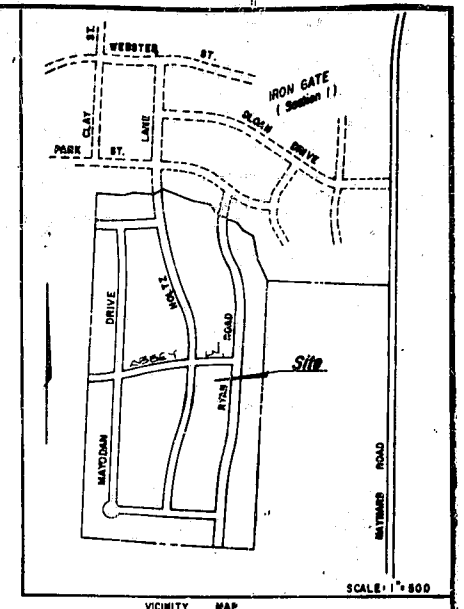 ST.
WEBSTER ST.
IRON GATE
( Section 1 )
CLAY
LANE
SLOAN DRIVE
PARK ST.
HOLTZ
DRIVE
ROAD
ABBEY
Site
RYAN
MAYODAN
MAYNARD ROAD
SCALE: 1" = 500
VICINITY MAP